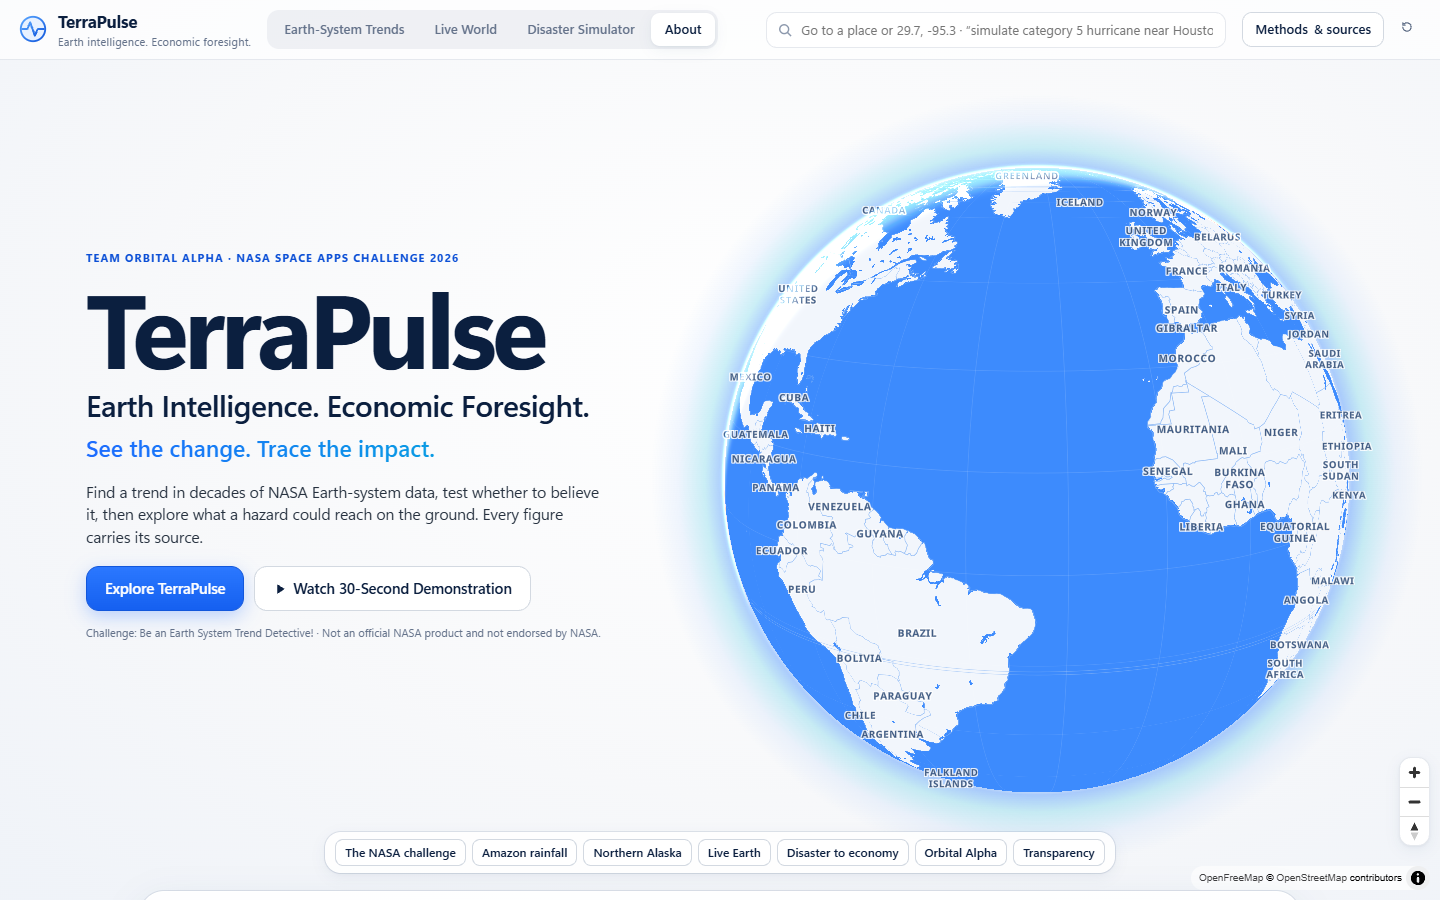 TerraPulse
Earth intelligence. Economic foresight.
Earth-System Trends
Live World
Disaster Simulator
About
Go to a place or 29.7, -95.3 · "simulate category 5 hurricane near Housto
Methods & sources
TEAM ORBITAL ALPHA · NASA SPACE APPS CHALLENGE 2026
TerraPulse
Earth Intelligence. Economic Foresight.
See the change. Trace the impact.
Find a trend in decades of NASA Earth-system data, test whether to believe
it, then explore what a hazard could reach on the ground. Every figure
carries its source.
Explore TerraPulse
Watch 30-Second Demonstration
Challenge: Be an Earth System Trend Detective! · Not an official NASA product and not endorsed by NASA.
GREENLAND
ICELAND
CANADA
NORWAY
UNITED
KINGDOM
BELARUS
FRANCE
ROMANIA
UNITED
STATES
ITALY
TURKEY
SPAIN
SYRIA
GIBRALTAR
JORDAN
MOROCCO
SAUDI
ARABIA
MEXICO
CUBA
ERITREA
HAITI
MAURITANIA
NIGER
GUATEMALA
ETHIOPIA
MALI
NICARAGUA
SENEGAL
BURKINA
FASO
SOUTH
SUDAN
PANAMA
KENYA
VENEZUELA
GHANA
COLOMBIA
GUYANA
LIBERIA
EQUATORIAL
GUINEA
ECUADOR
MALAWI
PERU
ANGOLA
BRAZIL
BOTSWANA
BOLIVIA
SOUTH
AFRICA
PARAGUAY
CHILE
ARGENTINA
FALKLAND
ISLANDS
The NASA challenge
Amazon rainfall
Northern Alaska
Live Earth
Disaster to economy
Orbital Alpha
Transparency
OpenFreeMap © OpenStreetMap contributors